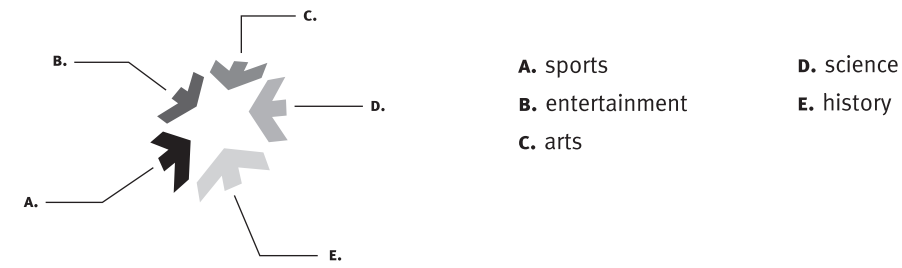 C.
B.
D.
A.
E.
A. sports
B. entertainment
C. arts
D. science
E. history